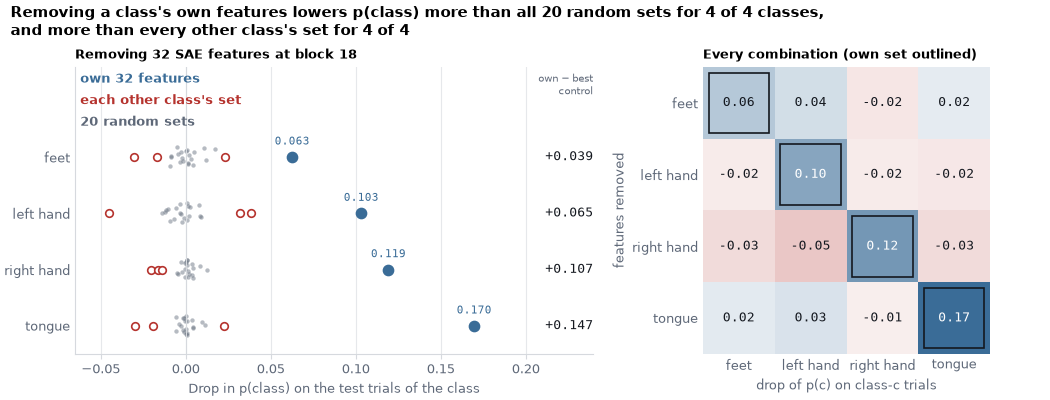 Removing a class's own features lowers p(class) more than all 20 random sets for 4 of 4 classes,
and more than every other class's set for 4 of 4
Removing 32 SAE features at block 18
own 32 features
each other class's set
20 random sets
own − best
control
feet
0.063
+0.039
left hand
0.103
+0.065
right hand
0.119
+0.107
tongue
0.170
+0.147
−0.05
0.00
0.05
0.10
0.15
0.20
Drop in p(class) on the test trials of the class
Every combination (own set outlined)
features removed
feet
0.06
0.04
-0.02
0.02
left hand
-0.02
0.10
-0.02
-0.02
right hand
-0.03
-0.05
0.12
-0.03
tongue
0.02
0.03
-0.01
0.17
feet
left hand
right hand
tongue
drop of p(c) on class-c trials